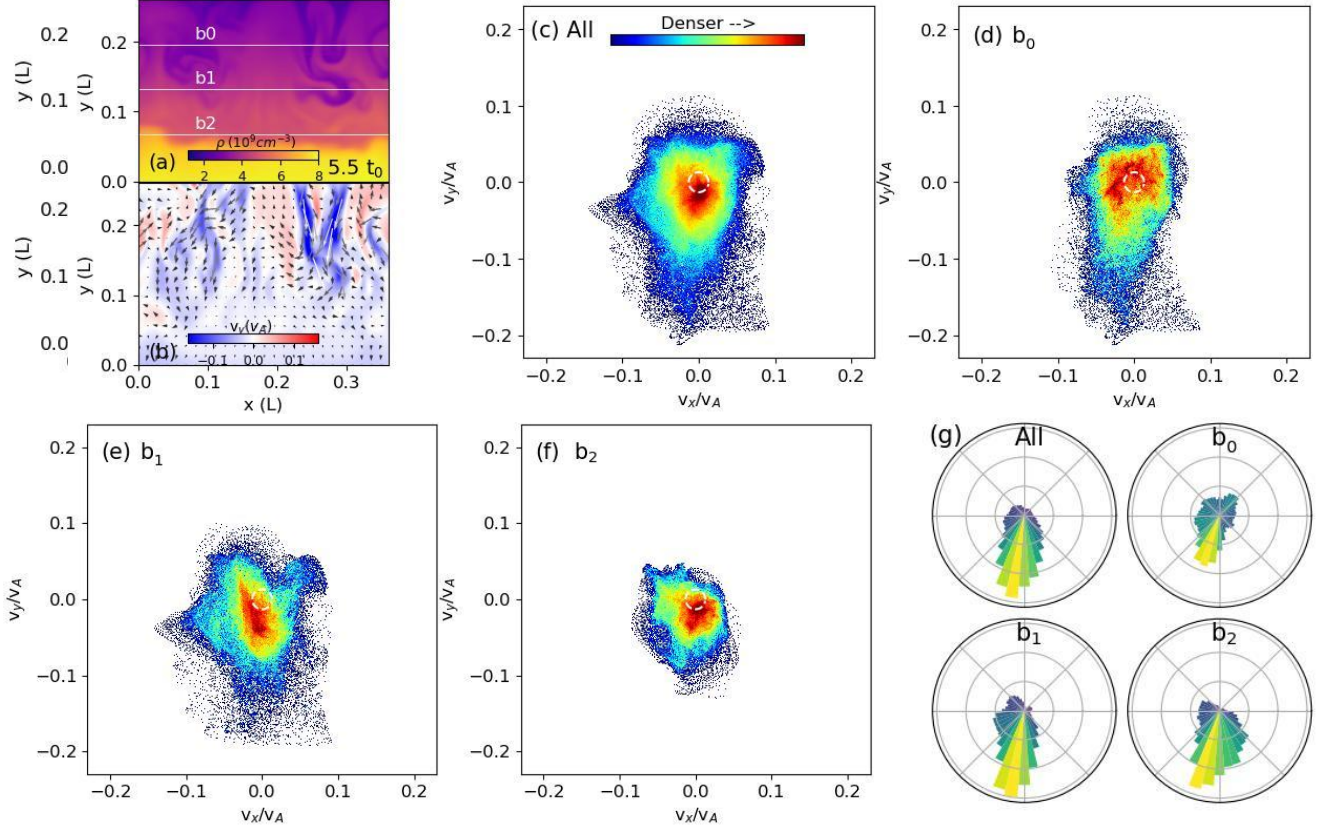 b0
b1
b2
ρ (10⁹cm⁻³)
2 4 6 8
(a)
5.5 t₀
y (L)
0.2
0.1
0.0
y (L)
0.2
0.1
0.0
vᵧ(v_A)
−0.1 0.0 0.1
(b)
y (L)
0.2
0.1
0.0
y (L)
0.2
0.1
0.0
0.0 0.1 0.2 0.3
x (L)
(c) All
Denser -->
vᵧ/v_A
0.2
0.1
0.0
−0.1
−0.2
−0.2 −0.1 0.0 0.1 0.2
vₓ/v_A
(d) b₀
vᵧ/v_A
0.2
0.1
0.0
−0.1
−0.2
−0.2 −0.1 0.0 0.1 0.2
vₓ/v_A
(e) b₁
vᵧ/v_A
0.2
0.1
0.0
−0.1
−0.2
−0.2 −0.1 0.0 0.1 0.2
vₓ/v_A
(f) b₂
vᵧ/v_A
0.2
0.1
0.0
−0.1
−0.2
−0.2 −0.1 0.0 0.1 0.2
vₓ/v_A
(g)
All
b₀
b₁
b₂